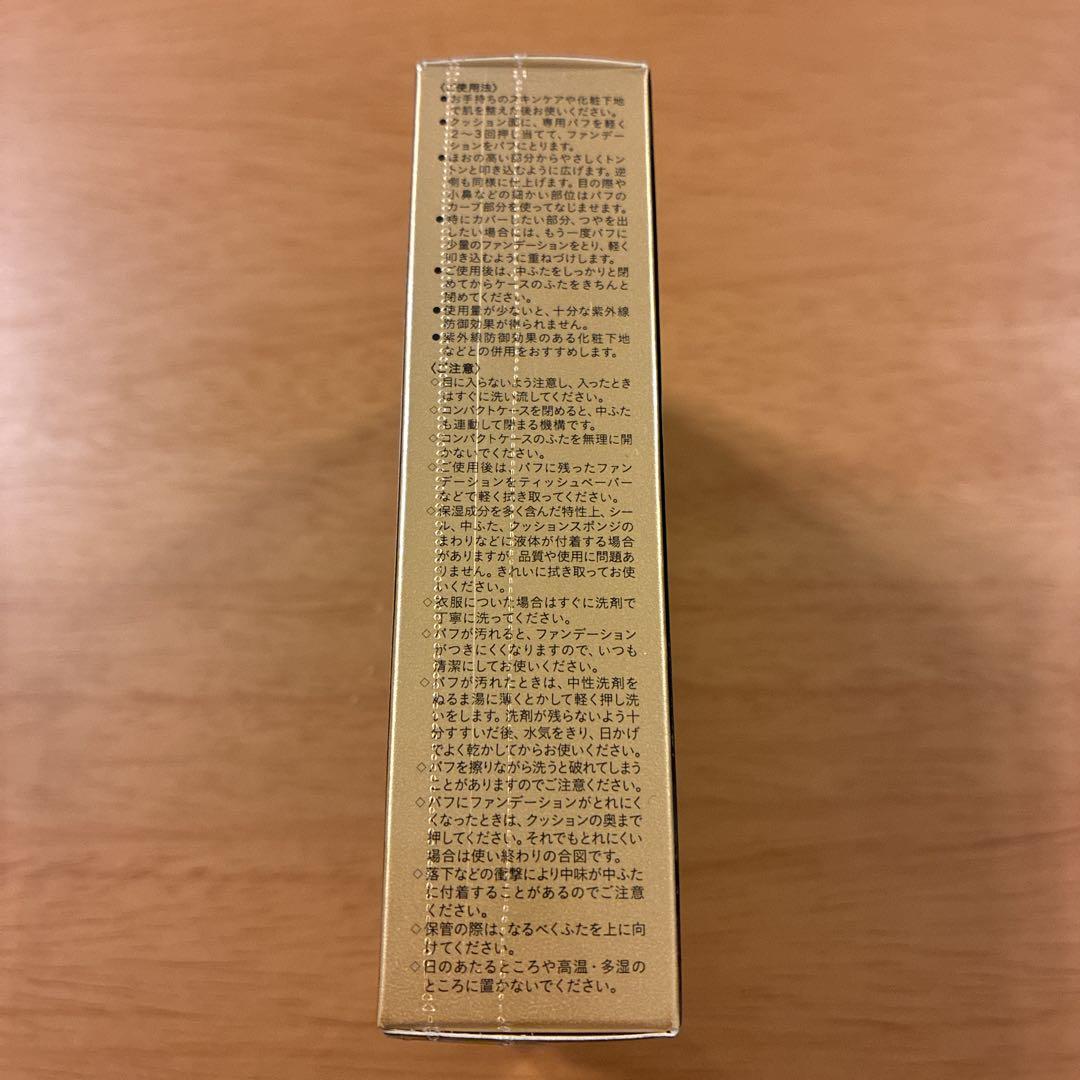 〈ご使用法〉
●お手持ちのスキンケアや化粧下地
で肌を整えた後お使いください。
●クッション面に、専用パフを軽く
2〜3回押し当てて、ファンデー
ションをパフにとります。
●ほおの高い部分からやさしくトン
トンと叩き込むように広げます。逆
側も同様に仕上げます。目の際や
小鼻などの細かい部位はパフの
カーブ部分を使ってなじませます。
●特にカバーしたい部分、つやを出
したい場合には、もう一度パフに
少量のファンデーションをとり、軽く
叩き込むように重ねづけします。
●ご使用後は、中ふたをしっかりと閉
めてからケースのふたをきちんと
閉めてください。
●使用量が少ないと、十分な紫外線
防御効果が得られません。
●紫外線防御効果のある化粧下地
などとの併用をおすすめします。
〈ご注意〉
◇目に入らないよう注意し、入ったとき
はすぐに洗い流してください。
◇コンパクトケースを閉めると、中ふた
も連動して閉まる機構です。
◇コンパクトケースのふたを無理に開
かないでください。
◇ご使用後は、パフに残ったファン
デーションをティッシュペーパー
などで軽く拭き取ってください。
◇保湿成分を多く含んだ特性上、シー
ル、中ふた、クッションスポンジの
まわりなどに液体が付着する場合
がありますが、品質や使用に問題あ
りません。きれいに拭き取ってお使
いください。
◇衣服についた場合はすぐに洗剤で
丁寧に洗ってください。
◇パフが汚れると、ファンデーション
がつきにくくなりますので、いつも
清潔にしてお使いください。
◇パフが汚れたときは、中性洗剤を
ぬるま湯に薄くとかして軽く押し洗
いをします。洗剤が残らないよう十
分すすいだ後、水気をきり、日かげ
でよく乾かしてからお使いください。
◇パフを擦りながら洗うと破れてしまう
ことがありますのでご注意ください。
◇パフにファンデーションがとれにく
くなったときは、クッションの奥まで
押してください。それでもとれにくい
場合は使い終わりの合図です。
◇落下などの衝撃により中味が中ふた
に付着することがあるのでご注意
ください。
◇保管の際は、なるべくふたを上に向
けてください。
◇日のあたるところや高温・多湿の
ところに置かないでください。